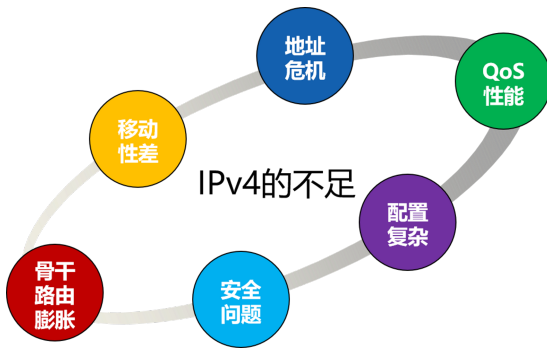 地址
危机
QoS
性能
移动
性差
IPv4的不足
配置
复杂
骨干
路由
膨胀
安全
问题